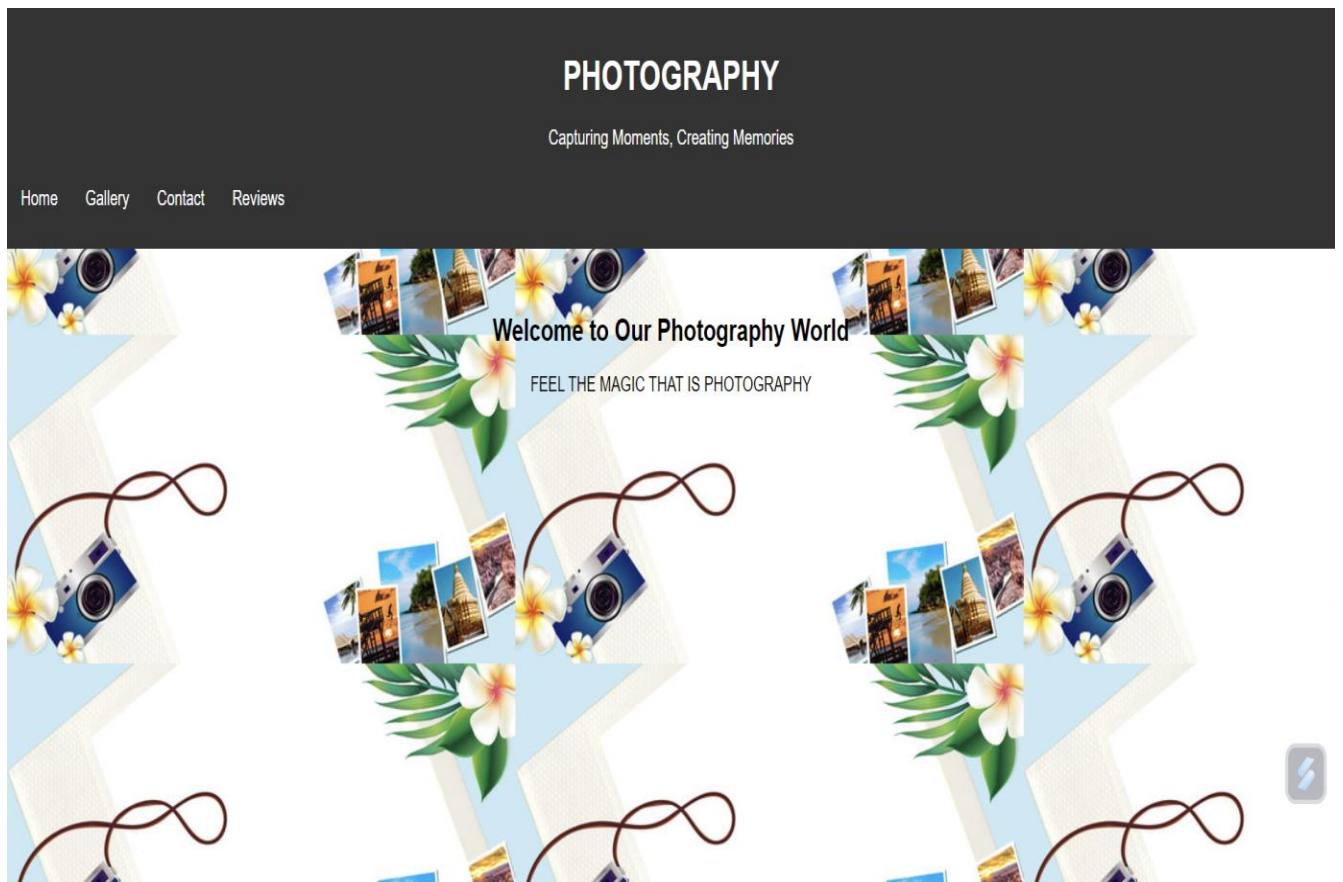 PHOTOGRAPHY
Capturing Moments, Creating Memories
Home Gallery Contact Reviews
Welcome to Our Photography World
FEEL THE MAGIC THAT IS PHOTOGRAPHY